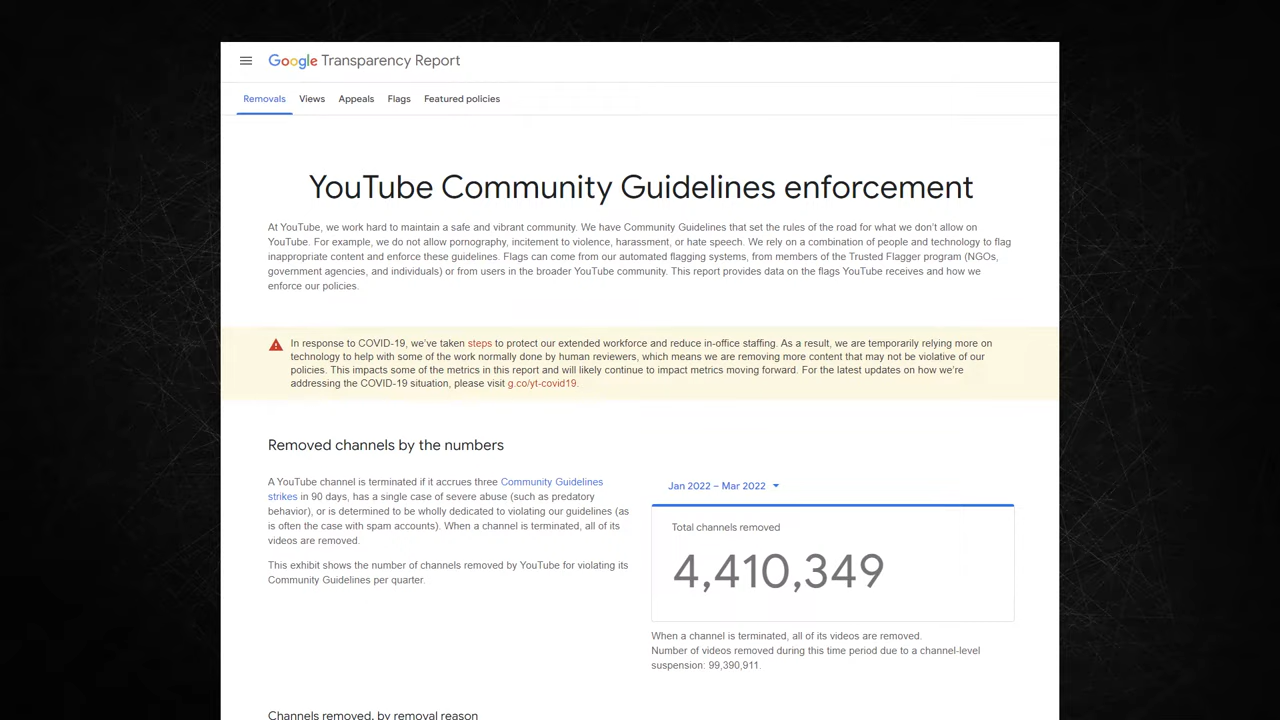 Google Transparency Report
Removals Views Appeals Flags Featured policies
YouTube Community Guidelines enforcement
At YouTube, we work hard to maintain a safe and vibrant community. We have Community Guidelines that set the rules of the road for what we don't allow on
YouTube. For example, we do not allow pornography, incitement to violence, harassment, or hate speech. We rely on a combination of people and technology to flag
inappropriate content and enforce these guidelines. Flags can come from our automated flagging systems, from members of the Trusted Flagger program (NGOs,
government agencies, and individuals) or from users in the broader YouTube community. This report provides data on the flags YouTube receives and how we
enforce our policies.
In response to COVID-19, we've taken steps to protect our extended workforce and reduce in-office staffing. As a result, we are temporarily relying more on
technology to help with some of the work normally done by human reviewers, which means we are removing more content that may not be violative of our
policies. This impacts some of the metrics in this report and will likely continue to impact metrics moving forward. For the latest updates on how we're
addressing the COVID-19 situation, please visit g.co/yt-covid19.
Removed channels by the numbers
A YouTube channel is terminated if it accrues three Community Guidelines
strikes in 90 days, has a single case of severe abuse (such as predatory
behavior), or is determined to be wholly dedicated to violating our guidelines (as
is often the case with spam accounts). When a channel is terminated, all of its
videos are removed.
This exhibit shows the number of channels removed by YouTube for violating its
Community Guidelines per quarter.
Jan 2022 – Mar 2022
Total channels removed
4,410,349
When a channel is terminated, all of its videos are removed.
Number of videos removed during this time period due to a channel-level
suspension: 99,390,911.
Channels removed, by removal reason